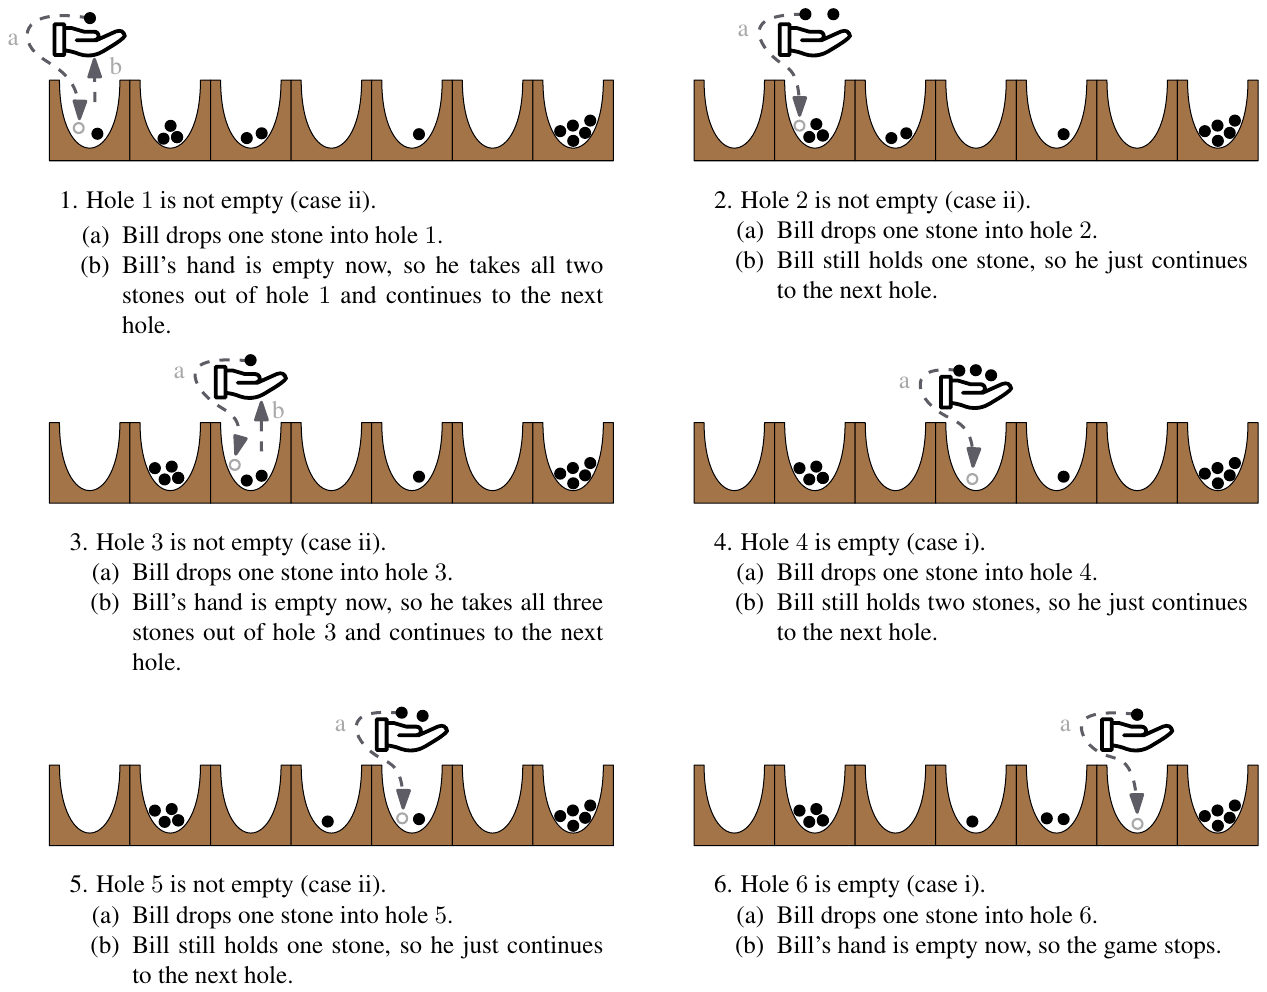 a
b
1. Hole 1 is not empty (case ii).
(a) Bill drops one stone into hole 1.
(b) Bill's hand is empty now, so he takes all two
stones out of hole 1 and continues to the next
hole.
a
2. Hole 2 is not empty (case ii).
(a) Bill drops one stone into hole 2.
(b) Bill still holds one stone, so he just continues
to the next hole.
a
b
3. Hole 3 is not empty (case ii).
(a) Bill drops one stone into hole 3.
(b) Bill's hand is empty now, so he takes all three
stones out of hole 3 and continues to the next
hole.
a
4. Hole 4 is empty (case i).
(a) Bill drops one stone into hole 4.
(b) Bill still holds two stones, so he just continues
to the next hole.
a
5. Hole 5 is not empty (case ii).
(a) Bill drops one stone into hole 5.
(b) Bill still holds one stone, so he just continues
to the next hole.
a
6. Hole 6 is empty (case i).
(a) Bill drops one stone into hole 6.
(b) Bill's hand is empty now, so the game stops.